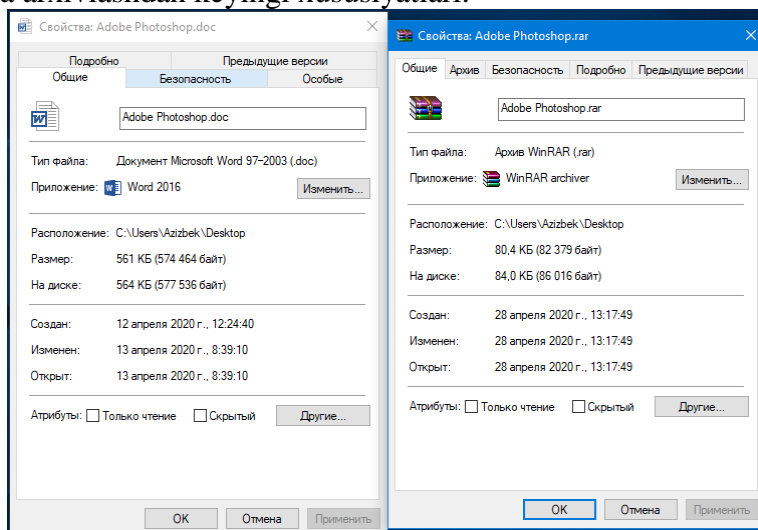 a arxivlashdan keyingi xususiyatlari.
Свойства: Adobe Photoshop.doc
Подробно Предыдущие версии
Общие Безопасность Особые
Adobe Photoshop.doc
Тип файла: Документ Microsoft Word 97–2003 (.doc)
Приложение: Word 2016 Изменить...
Расположение: C:\Users\Azizbek\Desktop
Размер: 561 КБ (574 464 байт)
На диске: 564 КБ (577 536 байт)
Создан: 12 апреля 2020 г., 12:24:40
Изменен: 13 апреля 2020 г., 8:39:10
Открыт: 13 апреля 2020 г., 8:39:10
Атрибуты: Только чтение Скрытый Другие...
ОК Отмена Применить
Свойства: Adobe Photoshop.rar
Общие Архив Безопасность Подробно Предыдущие версии
Adobe Photoshop.rar
Тип файла: Архив WinRAR (.rar)
Приложение: WinRAR archiver Изменить...
Расположение: C:\Users\Azizbek\Desktop
Размер: 80,4 КБ (82 379 байт)
На диске: 84,0 КБ (86 016 байт)
Создан: 28 апреля 2020 г., 13:17:49
Изменен: 28 апреля 2020 г., 13:17:49
Открыт: 28 апреля 2020 г., 13:17:49
Атрибуты: Только чтение Скрытый Другие...
ОК Отмена Применить